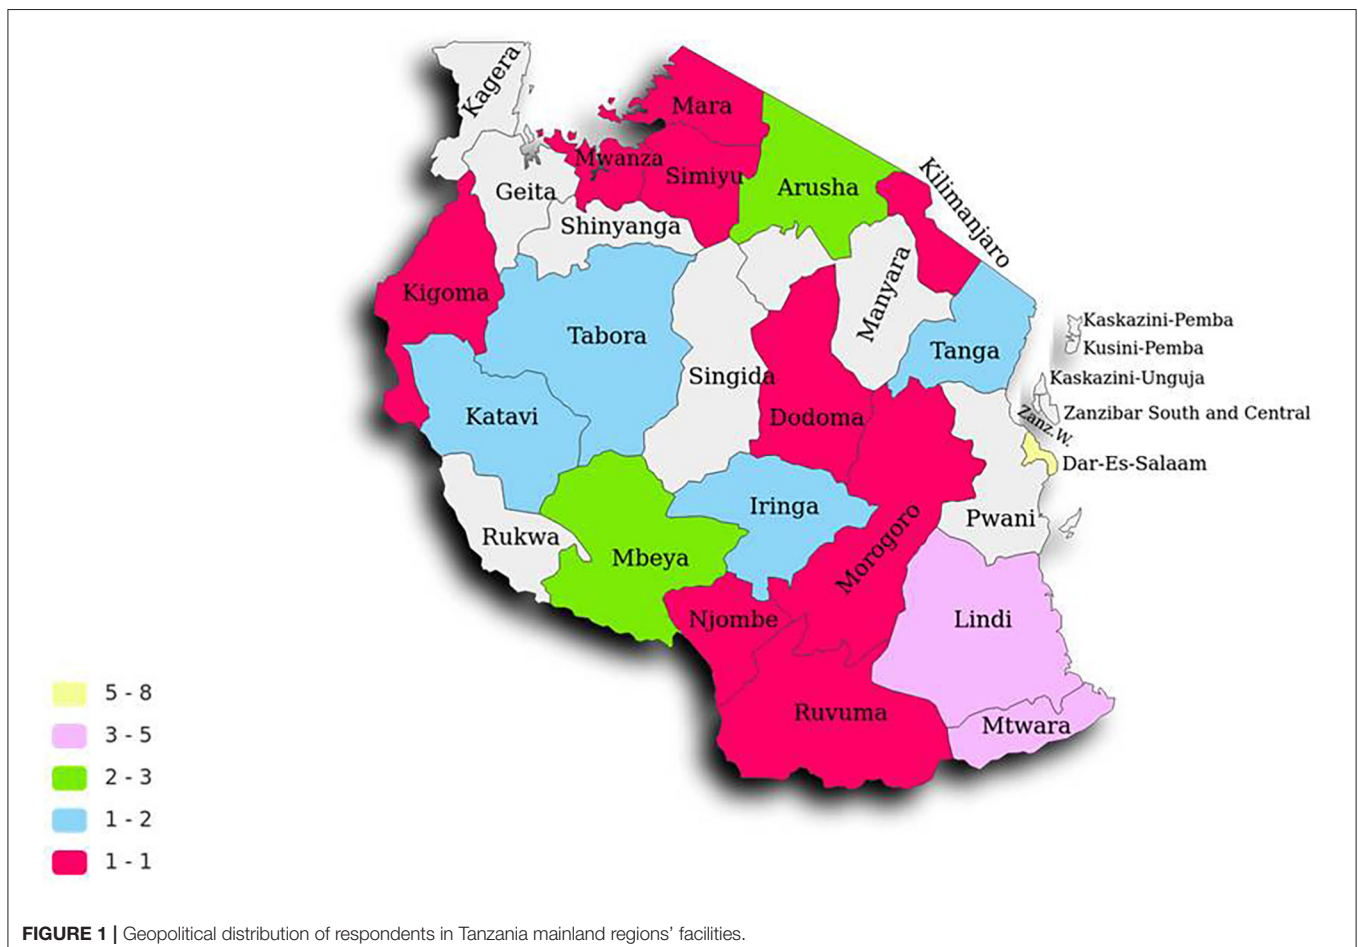 Kagera
Mara
Mwanza
Simiyu
Geita
Arusha
Kilimanjaro
Shinyanga
Kigoma
Tabora
Manyara
Tanga
Kaskazini-Pemba
Kusini-Pemba
Singida
Kaskazini-Unguja
Katavi
Dodoma
Zanzibar South and Central
Zanz.W.
Dar-Es-Salaam
Iringa
Pwani
Rukwa
Mbeya
Morogoro
Njombe
Lindi
Ruvuma
Mtwara
5 - 8
3 - 5
2 - 3
1 - 2
1 - 1
FIGURE 1 | Geopolitical distribution of respondents in Tanzania mainland regions' facilities.